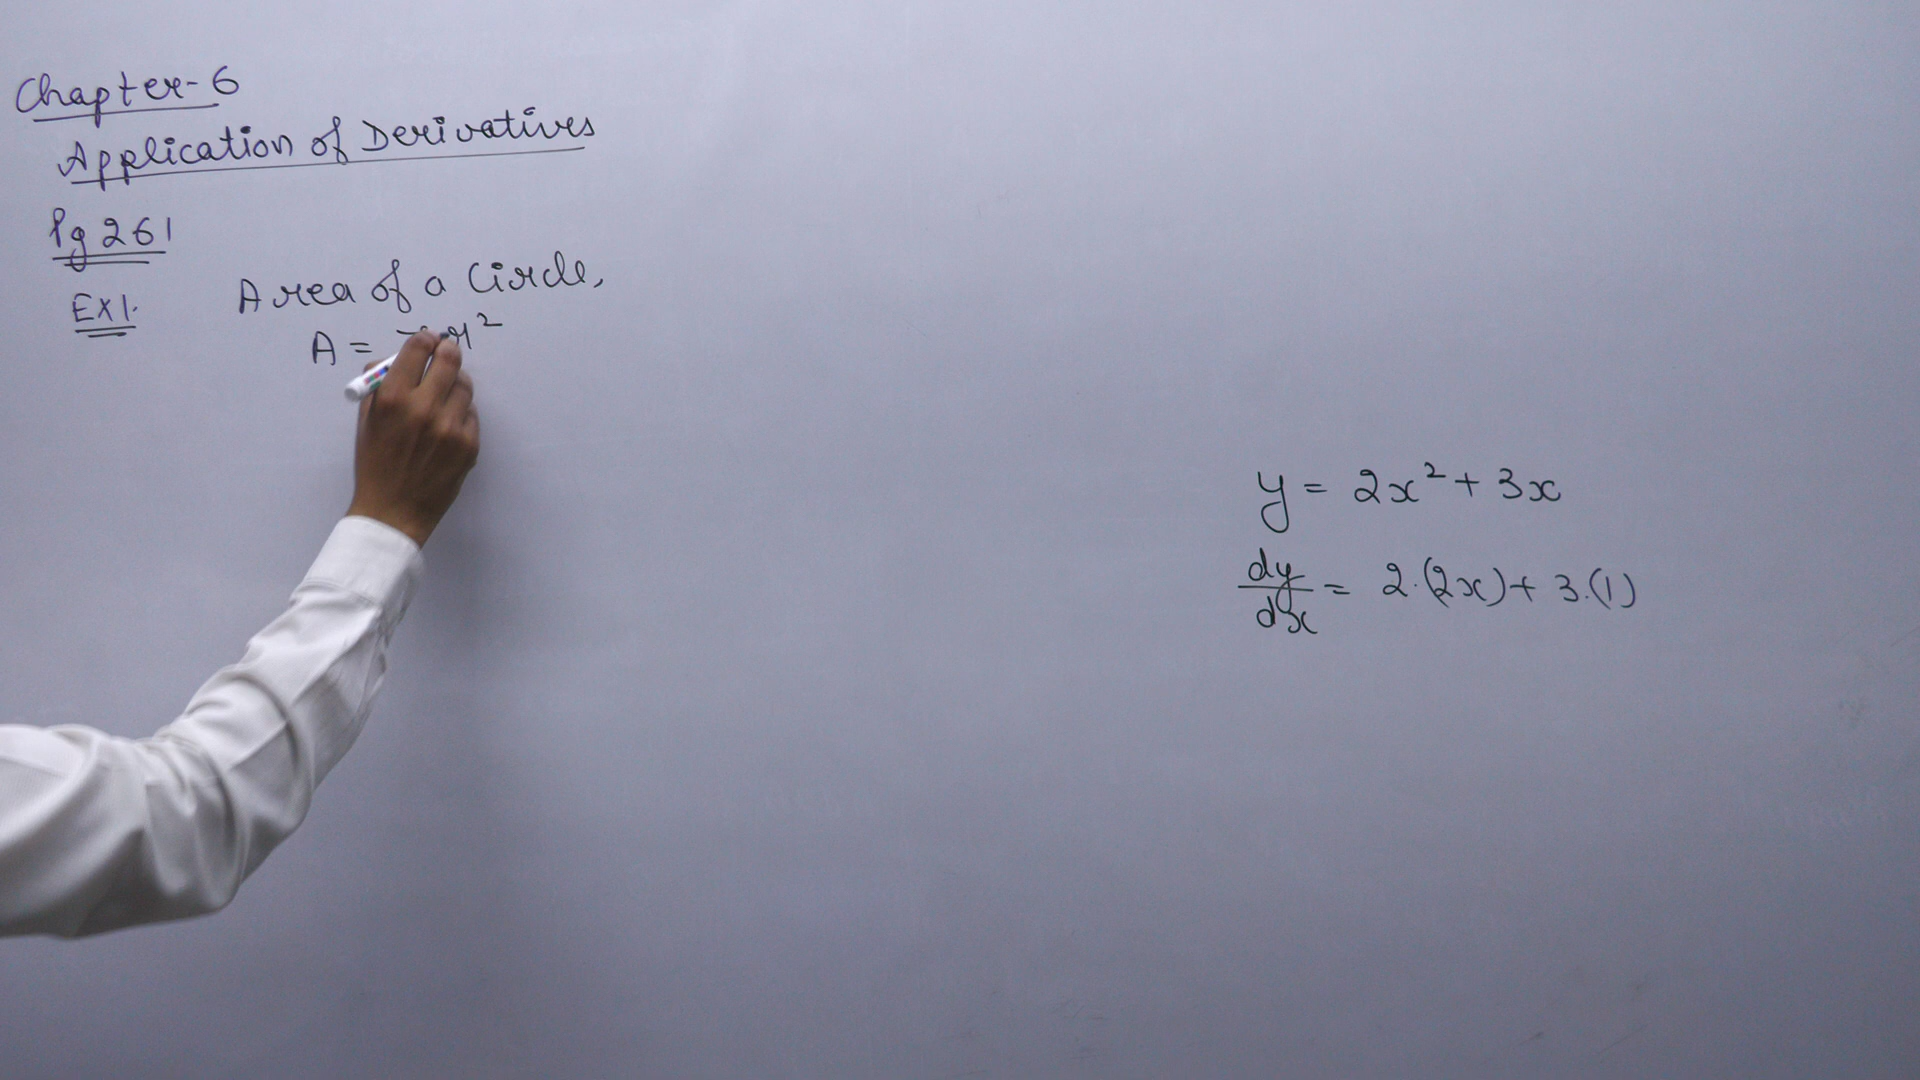 Chapter-6
Application of Derivatives
Pg 261
Ex1. Area of a Circle,
A = πr²
y = 2x² + 3x
dy/dx = 2.(2x) + 3.(1)